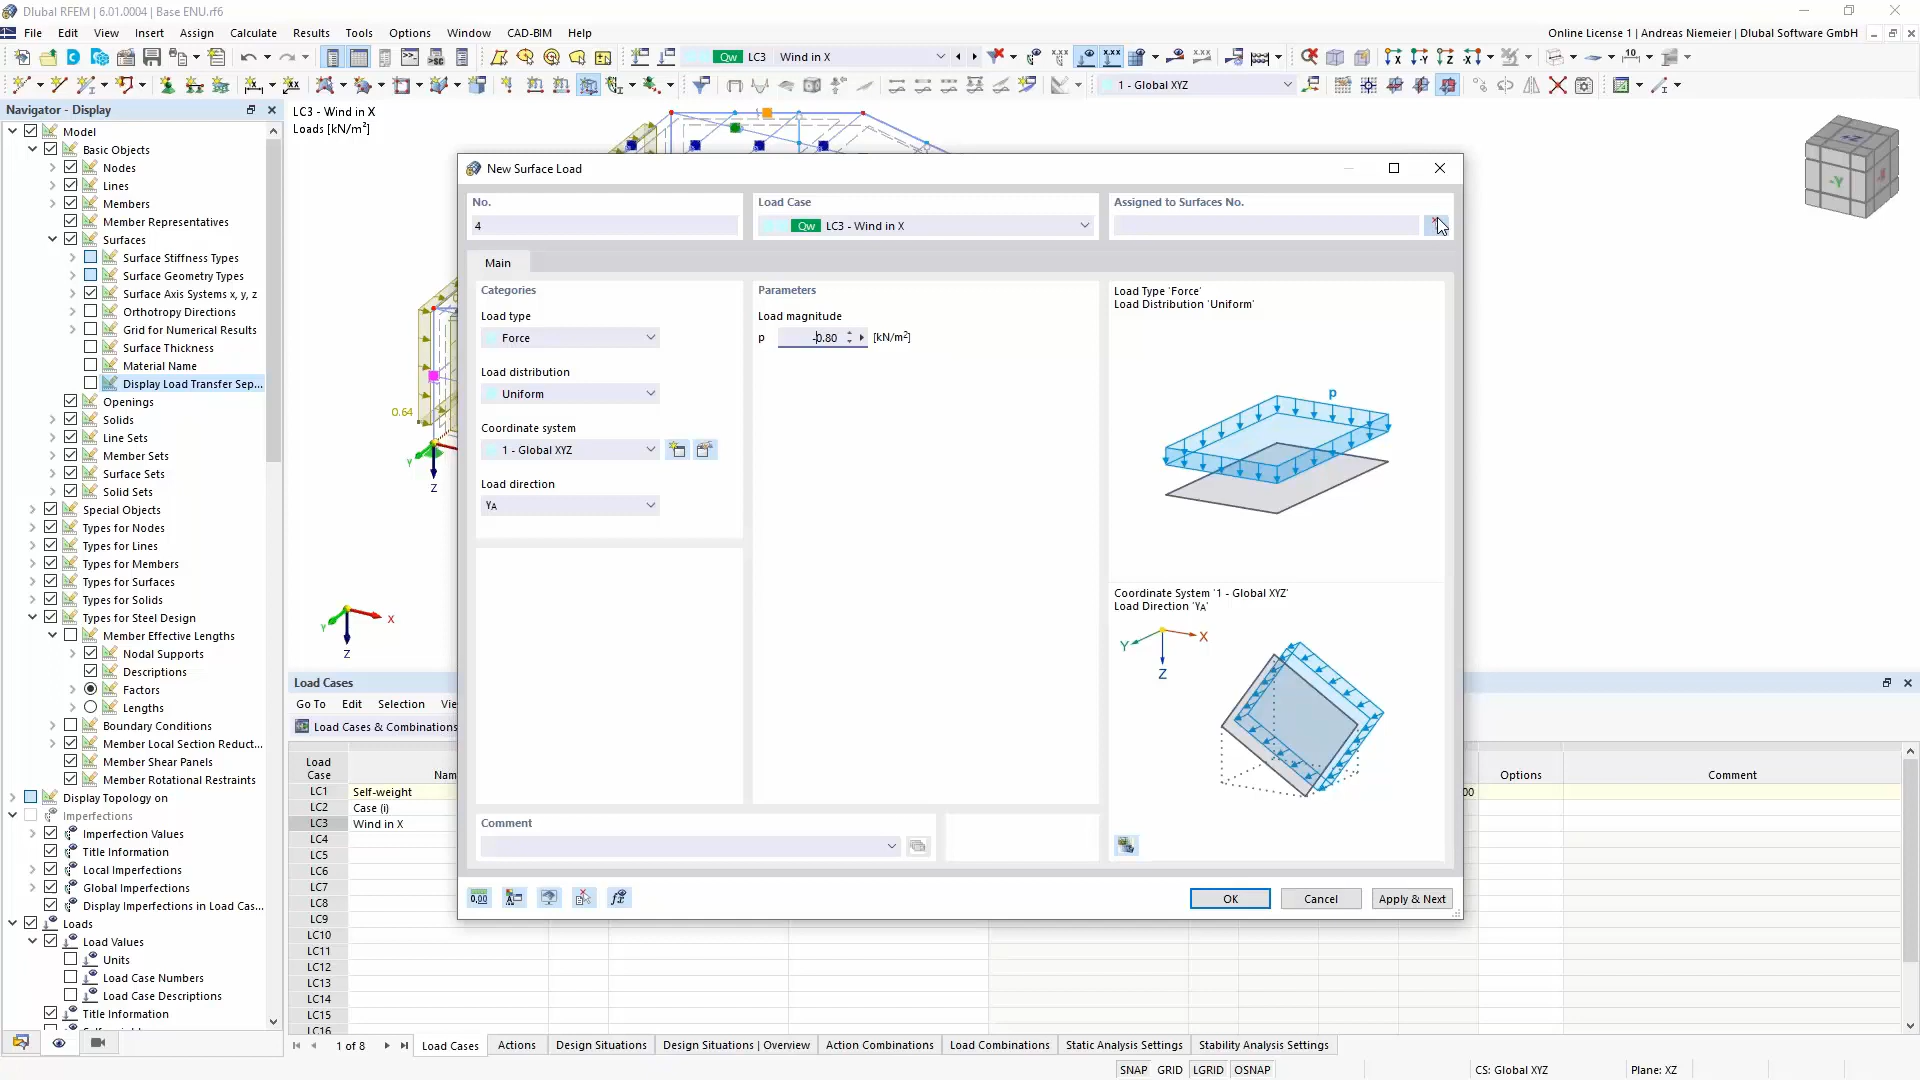 Dlubal RFEM | 6.01.0004 | Base ENU.rf6
File Edit View Insert Assign Calculate Results Tools Options Window CAD-BIM Help
Online License 1 | Andreas Niemeier | Dlubal Software GmbH
Qw LC3 Wind in X
1 - Global XYZ
Navigator - Display
Model
Basic Objects
Nodes
Lines
Members
Member Representatives
Surfaces
Surface Stiffness Types
Surface Geometry Types
Surface Axis Systems x, y, z
Orthotropy Directions
Grid for Numerical Results
Surface Thickness
Material Name
Display Load Transfer Sep...
Openings
Solids
Line Sets
Member Sets
Surface Sets
Solid Sets
Special Objects
Types for Nodes
Types for Lines
Types for Members
Types for Surfaces
Types for Solids
Types for Steel Design
Member Effective Lengths
Nodal Supports
Descriptions
Factors
Lengths
Boundary Conditions
Member Local Section Reduct...
Member Shear Panels
Member Rotational Restraints
Display Topology on
Imperfections
Imperfection Values
Title Information
Local Imperfections
Global Imperfections
Display Imperfections in Load Cas...
Loads
Load Values
Units
Load Case Numbers
Load Case Descriptions
Title Information
LC3 - Wind in X
Loads [kN/m²]
0.64
Y
Z
Y
X
Z
+Z
-Y
-X
New Surface Load
No.
4
Load Case
Qw LC3 - Wind in X
Assigned to Surfaces No.
Main
Categories
Load type
Force
Load distribution
Uniform
Coordinate system
1 - Global XYZ
Load direction
YA
Parameters
Load magnitude
p -0.80 [kN/m²]
Load Type 'Force'
Load Distribution 'Uniform'
p
Coordinate System '1 - Global XYZ'
Load Direction 'YA'
Y X
Z
Comment
0,00
OK Cancel Apply & Next
Load Cases
Go To Edit Selection Vie
Load Cases & Combinations
Load
Case
Nam
Options Comment
LC1 Self-weight 00
LC2 Case (i)
LC3 Wind in X
LC4
LC5
LC6
LC7
LC8
LC9
LC10
LC11
LC12
LC13
LC14
LC15
LC16
1 of 8 Load Cases Actions Design Situations Design Situations | Overview Action Combinations Load Combinations Static Analysis Settings Stability Analysis Settings
SNAP GRID LGRID OSNAP CS: Global XYZ Plane: XZ